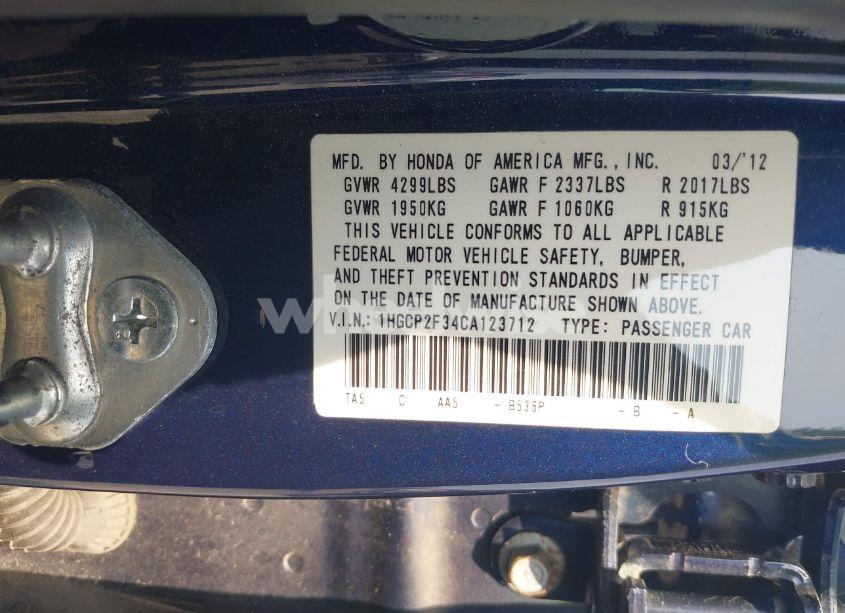 MFD. BY HONDA OF AMERICA MFG., INC. 03/'12
GVWR 4299LBS GAWR F 2337LBS R 2017LBS
GVWR 1950KG GAWR F 1060KG R 915KG
THIS VEHICLE CONFORMS TO ALL APPLICABLE
FEDERAL MOTOR VEHICLE SAFETY, BUMPER,
AND THEFT PREVENTION STANDARDS IN EFFECT
ON THE DATE OF MANUFACTURE SHOWN ABOVE.
V.I.N.: 1HGCP2F34CA123712 TYPE: PASSENGER CAR
TA5 C AA5 - B536P - B - A